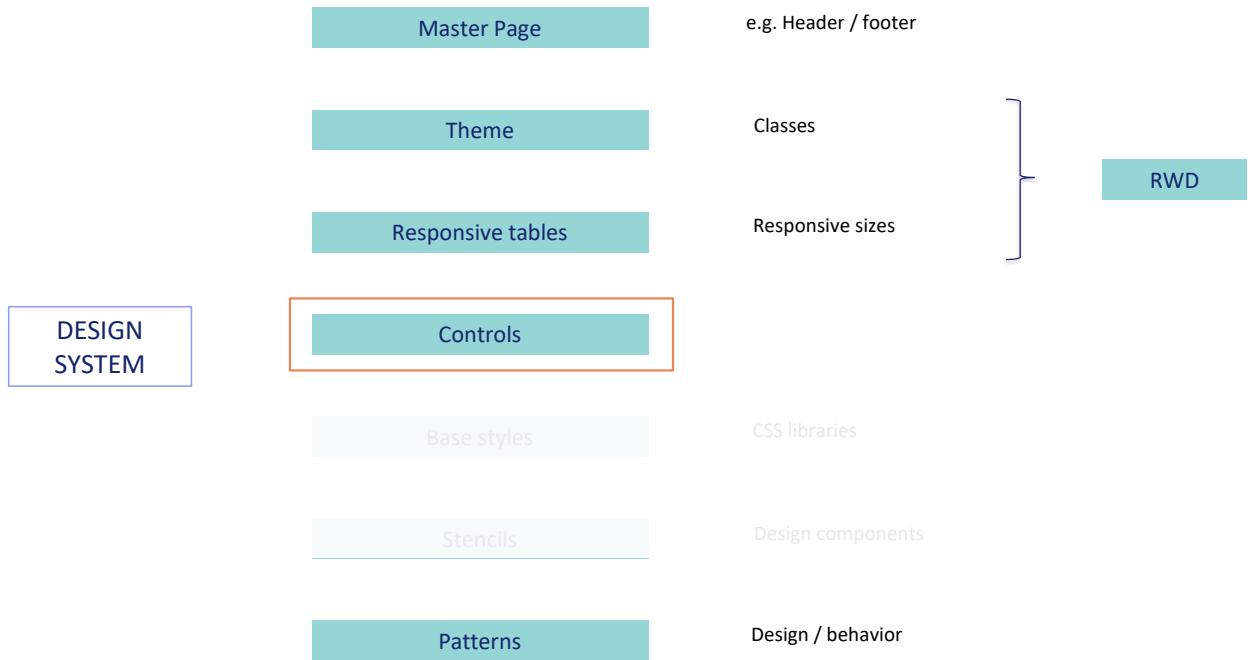 Master Page
e.g. Header / footer
Theme
Classes
RWD
Responsive tables
Responsive sizes
DESIGN
SYSTEM
Controls
Base styles
CSS libraries
Stencils
Design components
Patterns
Design / behavior